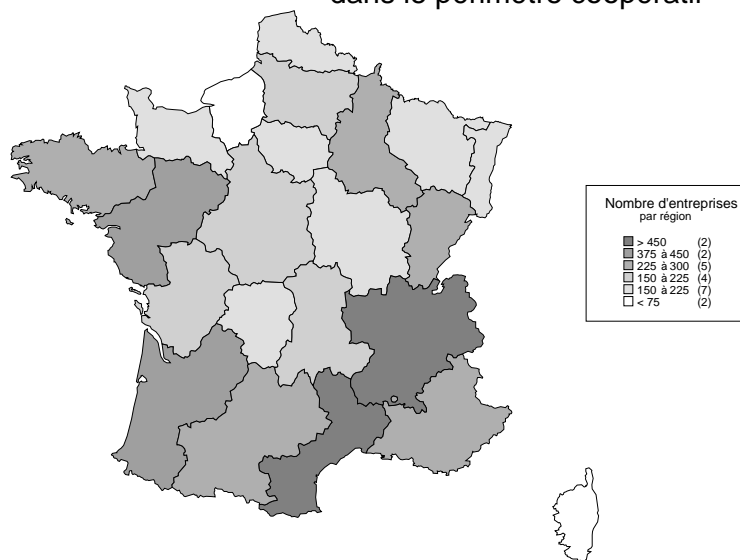 dans le périmètre coopératif
Nombre d'entreprises
par région
> 450 (2)
375 à 450 (2)
225 à 300 (5)
150 à 225 (4)
150 à 225 (7)
< 75 (2)